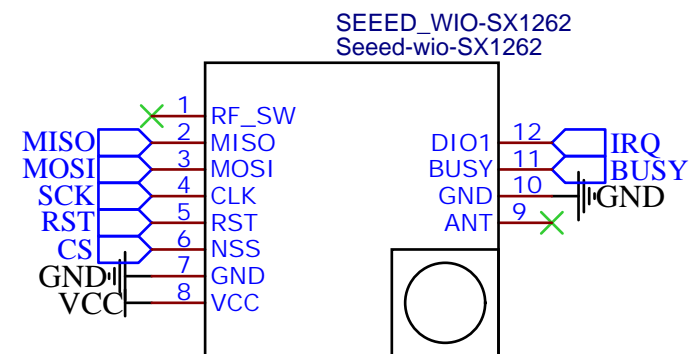 SEEED_WIO-SX1262
Seeed-wio-SX1262
1 RF_SW
MISO 2 MISO
MOSI 3 MOSI
SCK 4 CLK
RST 5 RST
CS 6 NSS
GND 7 GND
VCC 8 VCC
DIO1 12 IRQ
BUSY 11 BUSY
GND 10 GND
ANT 9